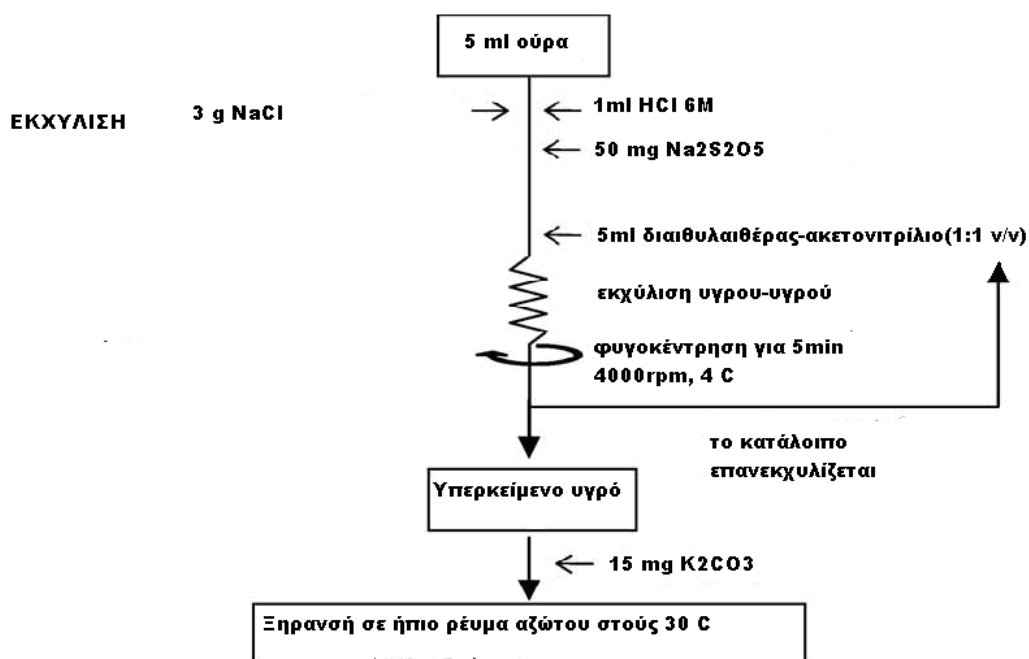 5 ml ούρα
ΕΚΧΥΛΙΣΗ
3 g NaCl
1ml HCl 6M
50 mg Na2S2O5
5ml διαιθυλαιθέρας-ακετονιτρίλιο(1:1 v/v)
εκχύλιση υγρου-υγρού
φυγοκέντρηση για 5min
4000rpm, 4 C
το κατάλοιπο
επανεκχυλίζεται
Υπερκείμενο υγρό
15 mg K2CO3
Ξηρανσή σε ήπιο ρέυμα αζώτου στούς 30 C